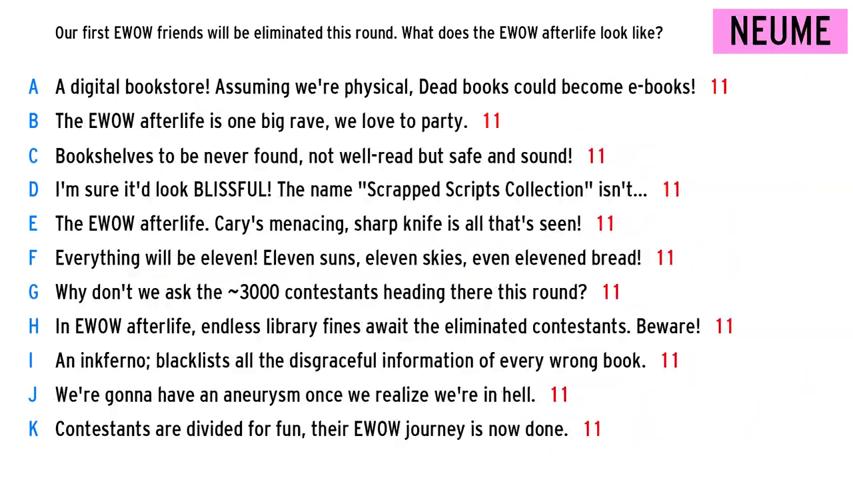 Our first EWOW friends will be eliminated this round. What does the EWOW afterlife look like?
NEUME
A A digital bookstore! Assuming we're physical, Dead books could become e-books! 11
B The EWOW afterlife is one big rave, we love to party. 11
C Bookshelves to be never found, not well-read but safe and sound! 11
D I'm sure it'd look BLISSFUL! The name "Scrapped Scripts Collection" isn't... 11
E The EWOW afterlife. Cary's menacing, sharp knife is all that's seen! 11
F Everything will be eleven! Eleven suns, eleven skies, even elevened bread! 11
G Why don't we ask the ~3000 contestants heading there this round? 11
H In EWOW afterlife, endless library fines await the eliminated contestants. Beware! 11
I An inkferno; blacklists all the disgraceful information of every wrong book. 11
J We're gonna have an aneurysm once we realize we're in hell. 11
K Contestants are divided for fun, their EWOW journey is now done. 11